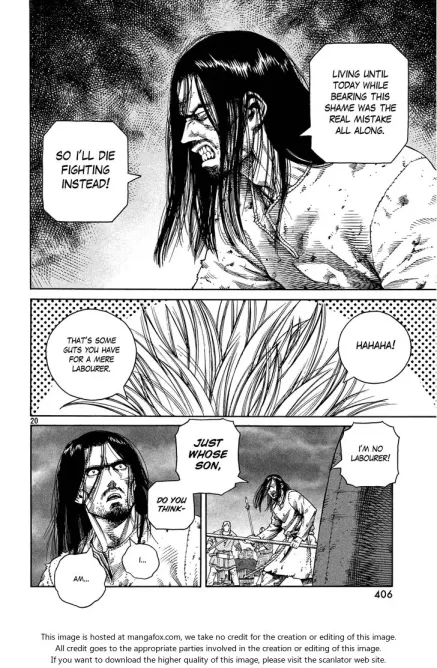 LIVING UNTIL
TODAY WHILE
BEARING THIS
SHAME WAS THE
REAL MISTAKE
ALL ALONG.
SO I'LL DIE
FIGHTING
INSTEAD!
HAHAHA!
THAT'S SOME
GUTS YOU HAVE
FOR A MERE
LABOURER.
20
I'M NO
LABOURER!
JUST
WHOSE
SON,
DO YOU
THINK-
I...
AM...
406
This image is hosted at mangafox.com, we take no credit for the creation or editing of this image.
All credit goes to the appropriate parties involved in the creation or editing of this image.
If you want to download the higher quality of this image, please visit the scanlator web site.